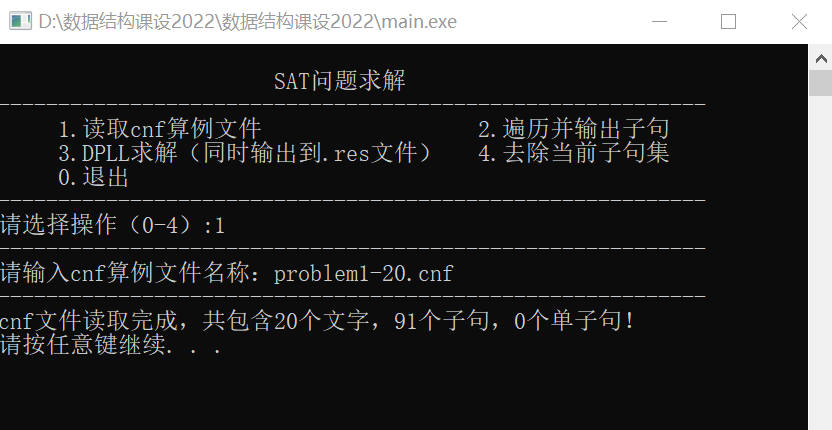 D:\数据结构课设2022\数据结构课设2022\main.exe
SAT问题求解
------------------------------------------------------------
1.读取cnf算例文件 2.遍历并输出子句
3.DPLL求解（同时输出到.res文件） 4.去除当前子句集
0.退出
------------------------------------------------------------
请选择操作（0-4）:1
------------------------------------------------------------
请输入cnf算例文件名称：problem1-20.cnf
------------------------------------------------------------
cnf文件读取完成，共包含20个文字，91个子句，0个单子句！
请按任意键继续. . .